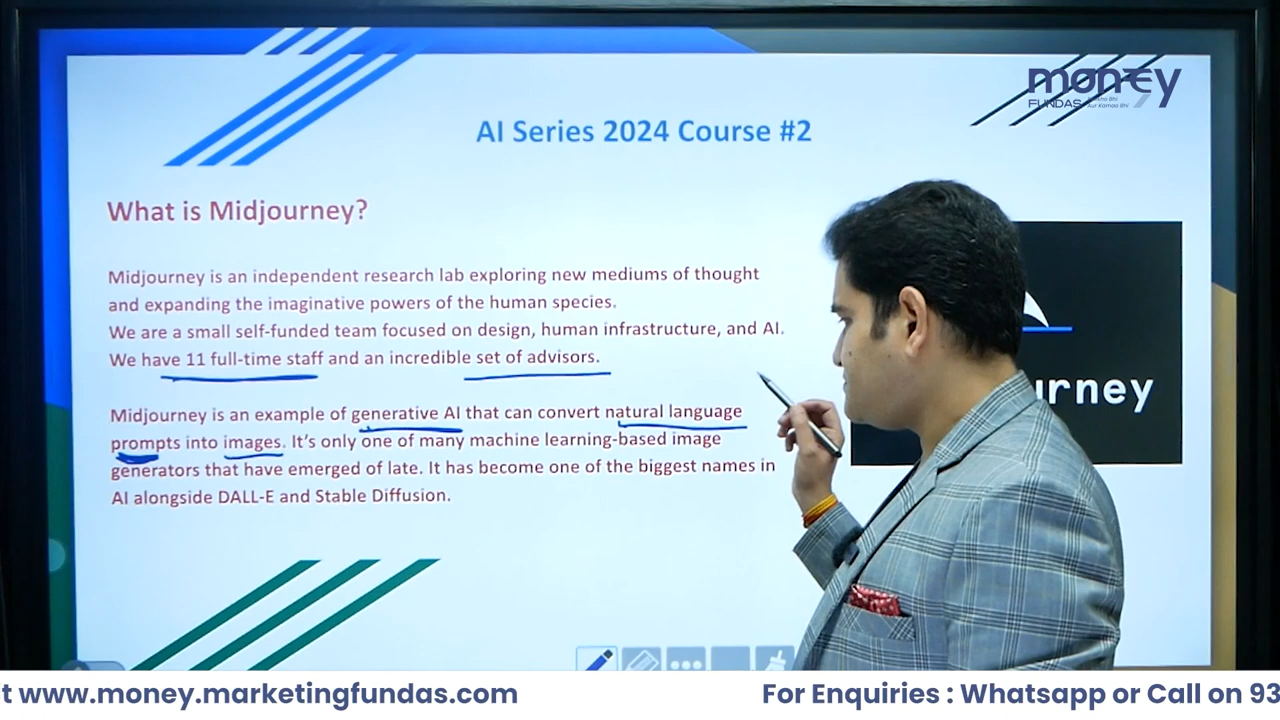 money
FUNDAS
AI Series 2024 Course #2
What is Midjourney?
Midjourney is an independent research lab exploring new mediums of thought
and expanding the imaginative powers of the human species.
We are a small self-funded team focused on design, human infrastructure, and AI.
We have 11 full-time staff and an incredible set of advisors.
Midjourney is an example of generative AI that can convert natural language
prompts into images. It's only one of many machine learning-based image
generators that have emerged of late. It has become one of the biggest names in
AI alongside DALL-E and Stable Diffusion.
urney
t www.money.marketingfundas.com
For Enquiries : Whatsapp or Call on 93